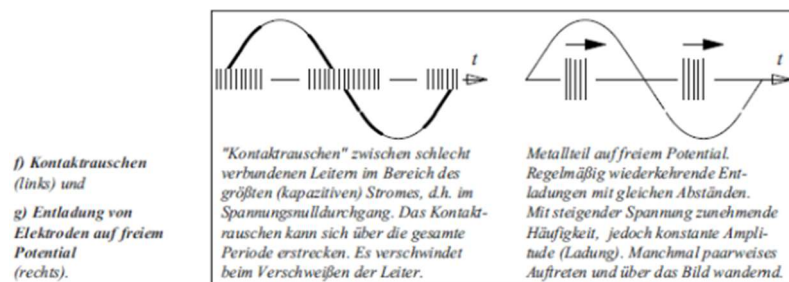 t
t
f) Kontaktrauschen
(links) und
g) Entladung von
Elektroden auf freiem
Potential
(rechts).
"Kontaktrauschen" zwischen schlecht
verbundenen Leitern im Bereich des
größten (kapazitiven) Stromes, d.h. im
Spannungsnulldurchgang. Das Kontakt-
rauschen kann sich über die gesamte
Periode erstrecken. Es verschwindet
beim Verschweißen der Leiter.
Metallteil auf freiem Potential.
Regelmäßig wiederkehrende Ent-
ladungen mit gleichen Abständen.
Mit steigender Spannung zunehmende
Häufigkeit, jedoch konstante Ampli-
tude (Ladung). Manchmal paarweises
Auftreten und über das Bild wandernd.